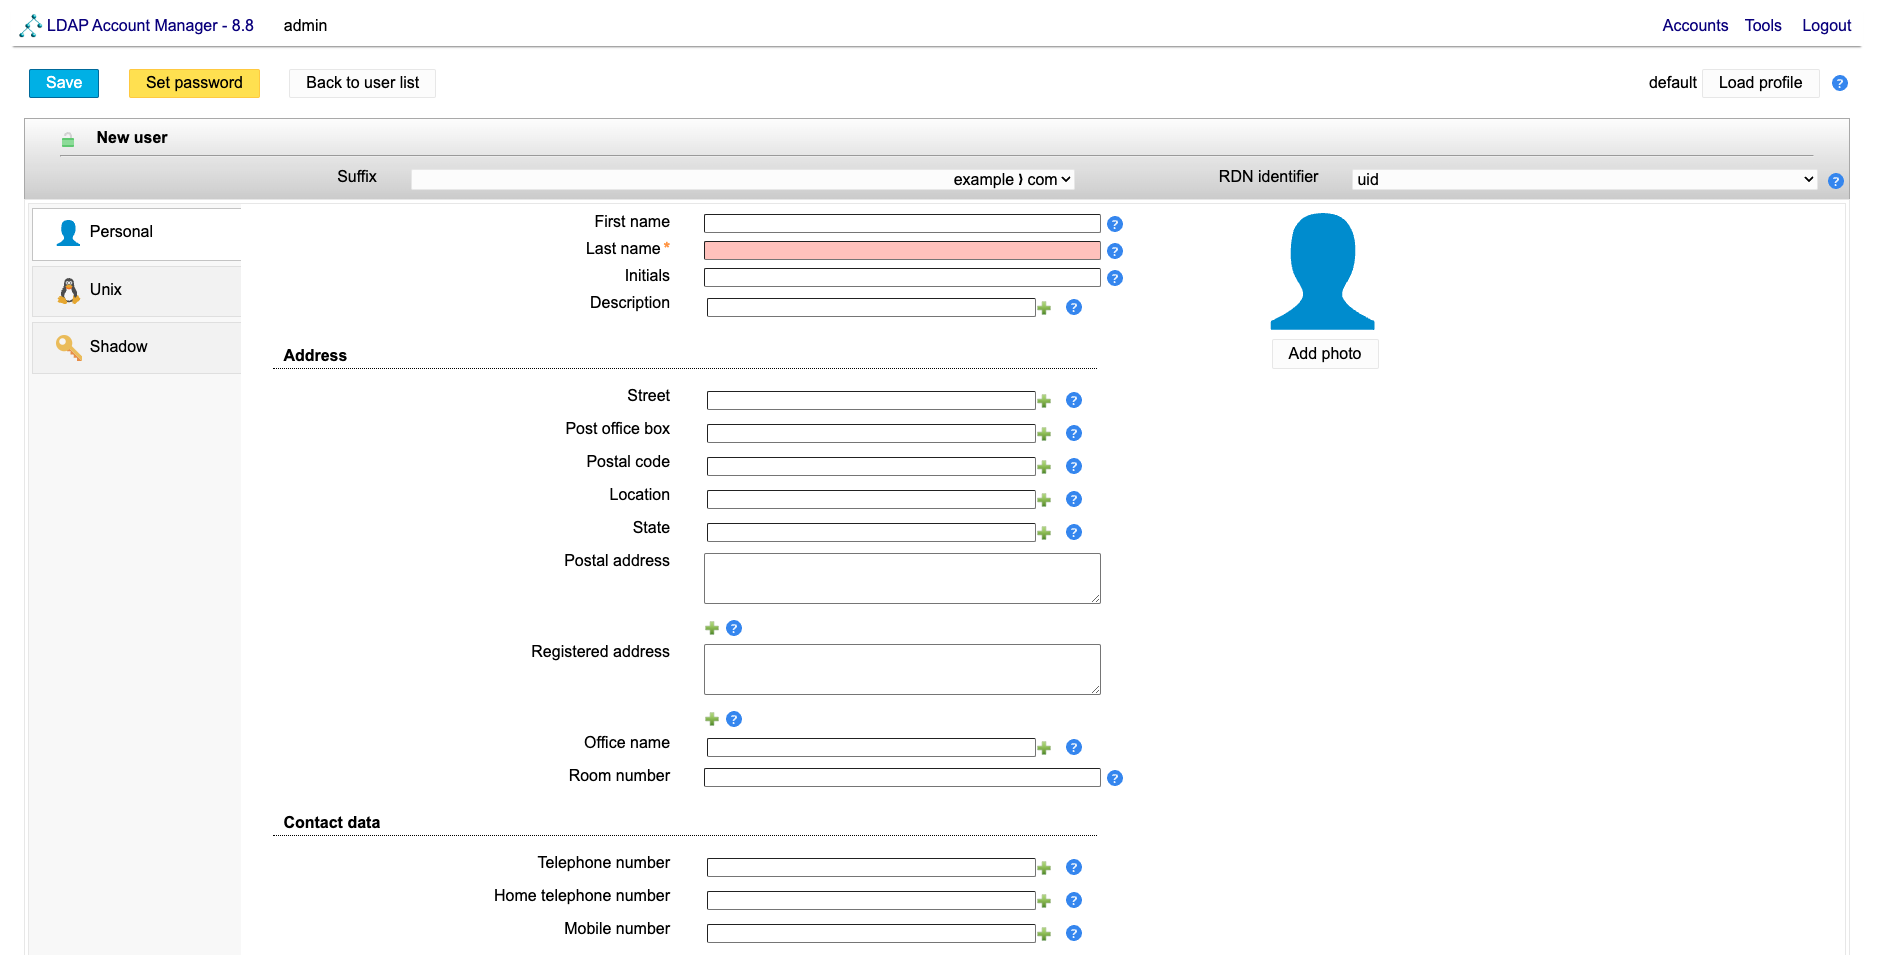 LDAP Account Manager - 8.8 admin Accounts Tools Logout
Save Set password Back to user list default Load profile
New user
Suffix example › com RDN identifier uid
Personal
Unix
Shadow
First name
Last name *
Initials
Description
Add photo
Address
Street
Post office box
Postal code
Location
State
Postal address
Registered address
Office name
Room number
Contact data
Telephone number
Home telephone number
Mobile number